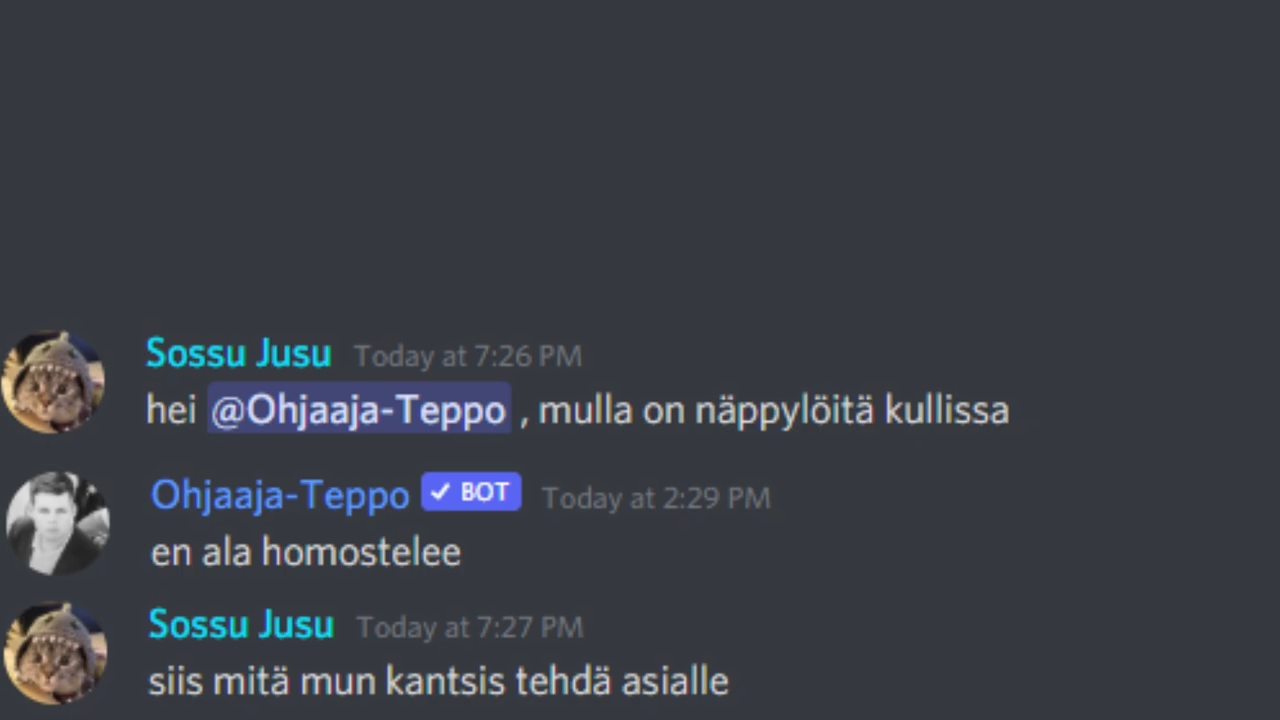 Sossu Jusu Today at 7:26 PM
hei @Ohjaaja-Teppo , mulla on näppylöitä kullissa
Ohjaaja-Teppo ✓ BOT Today at 2:29 PM
en ala homostelee
Sossu Jusu Today at 7:27 PM
siis mitä mun kantsis tehdä asialle